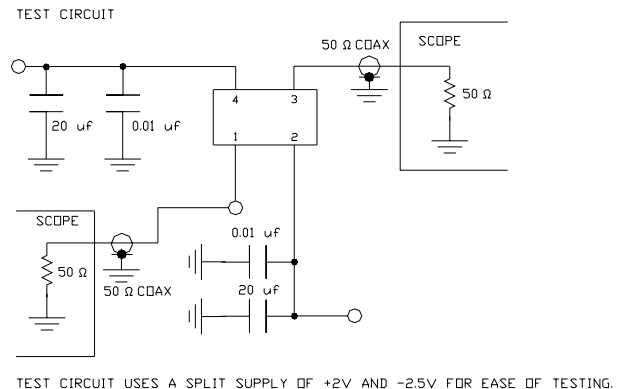 TEST CIRCUIT
50 Ω COAX
SCOPE
4
3
50 Ω
20 uf
0.01 uf
1
2
SCOPE
0.01 uf
50 Ω
20 uf
50 Ω COAX
TEST CIRCUIT USES A SPLIT SUPPLY OF +2V AND -2.5V FOR EASE OF TESTING.